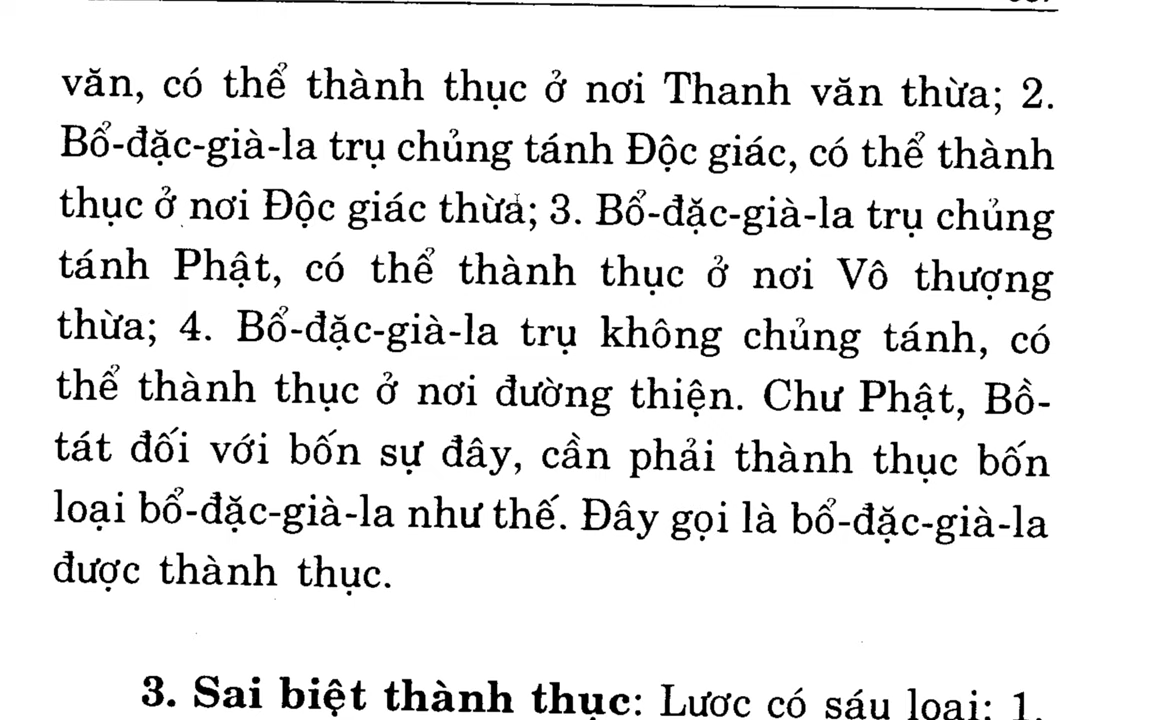 văn, có thể thành thục ở nơi Thanh văn thừa; 2.
Bổ-đặc-già-la trụ chủng tánh Độc giác, có thể thành
thục ở nơi Độc giác thừa; 3. Bổ-đặc-già-la trụ chủng
tánh Phật, có thể thành thục ở nơi Vô thượng
thừa; 4. Bổ-đặc-già-la trụ không chủng tánh, có
thể thành thục ở nơi đường thiện. Chư Phật, Bồ-
tát đối với bốn sự đây, cần phải thành thục bốn
loại bổ-đặc-già-la như thế. Đây gọi là bổ-đặc-già-la
được thành thục.
3. Sai biệt thành thục: Lược có sáu loại: 1.